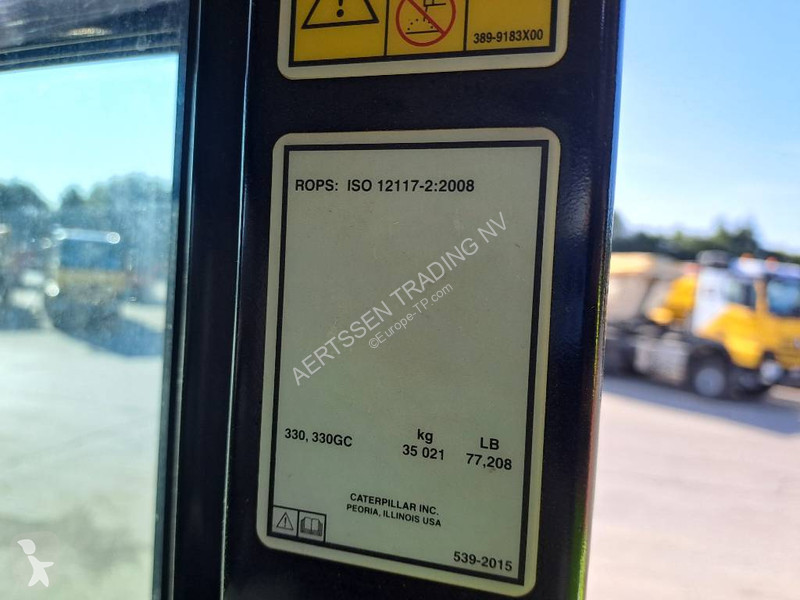 389-9183X00
ROPS: ISO 12117-2:2008
AERTSSEN TRADING NV
©Europe-TP.com
kg LB
330, 330GC 35 021 77,208
CATERPILLAR INC.
PEORIA, ILLINOIS USA
539-2015